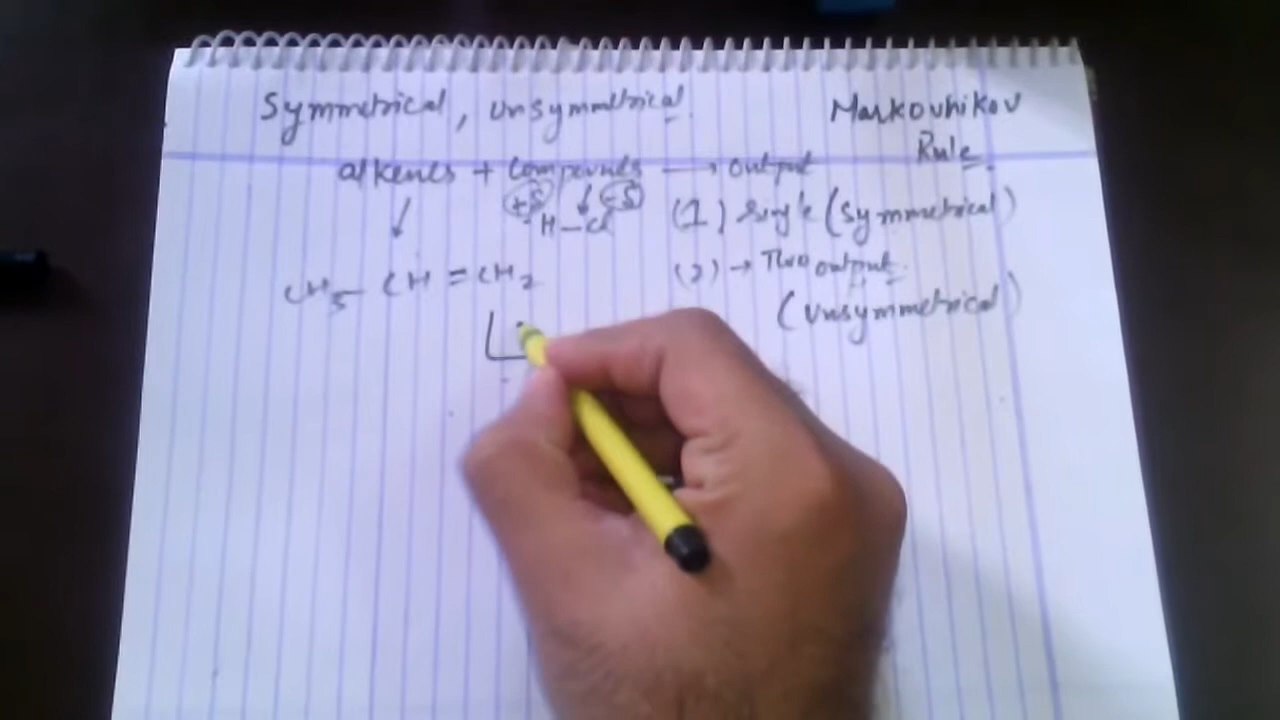 Symmetrical, Unsymmetrical.
Markovnikov
Rule.
alkenes + Compounds → output
+δ -δ
H-Cl
(1) Single (Symmetrical)
CH3- CH = CH2
(2) → Two output.
(Unsymmetrical)